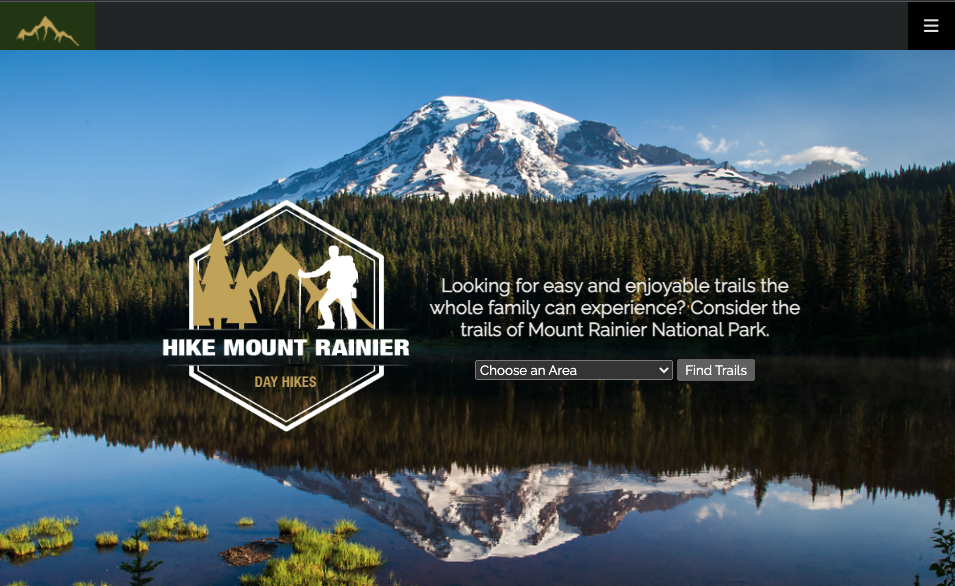 HIKE MOUNT RAINIER
DAY HIKES
Looking for easy and enjoyable trails the
whole family can experience? Consider the
trails of Mount Rainier National Park.
Choose an Area
Find Trails